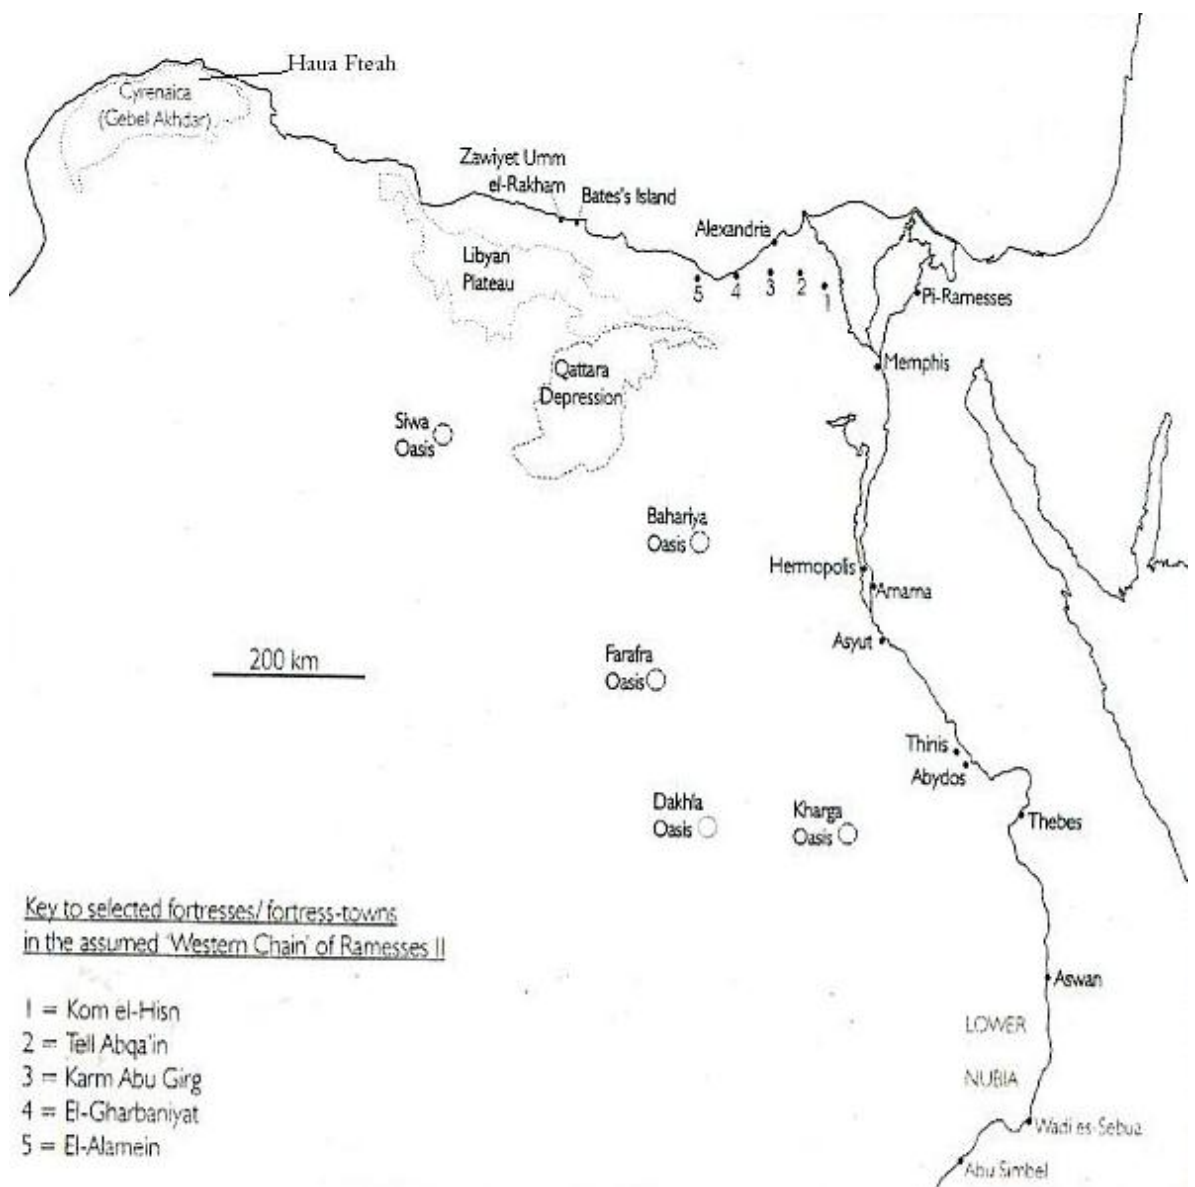 Haua Fteah
Cyrenaica
(Gebel Akhdar)
Zawiyet Umm
el-Rakham
Bates's Island
Alexandria
Libyan
Plateau
5
4
3
2
1
Pi-Ramesses
Memphis
Qattara
Depression
Siwa
Oasis
Bahariya
Oasis
Hermopolis
Amarna
Asyut
200 km
Farafra
Oasis
Thinis
Abydos
Dakhla
Oasis
Kharga
Oasis
Thebes
Key to selected fortresses/ fortress-towns
in the assumed 'Western Chain' of Ramesses II
Aswan
1 = Kom el-Hisn
LOWER
2 = Tell Abqa'in
3 = Karm Abu Girg
NUBIA
4 = El-Gharbaniyat
Wadi es-Sebua
5 = El-Alamein
Abu Simbel